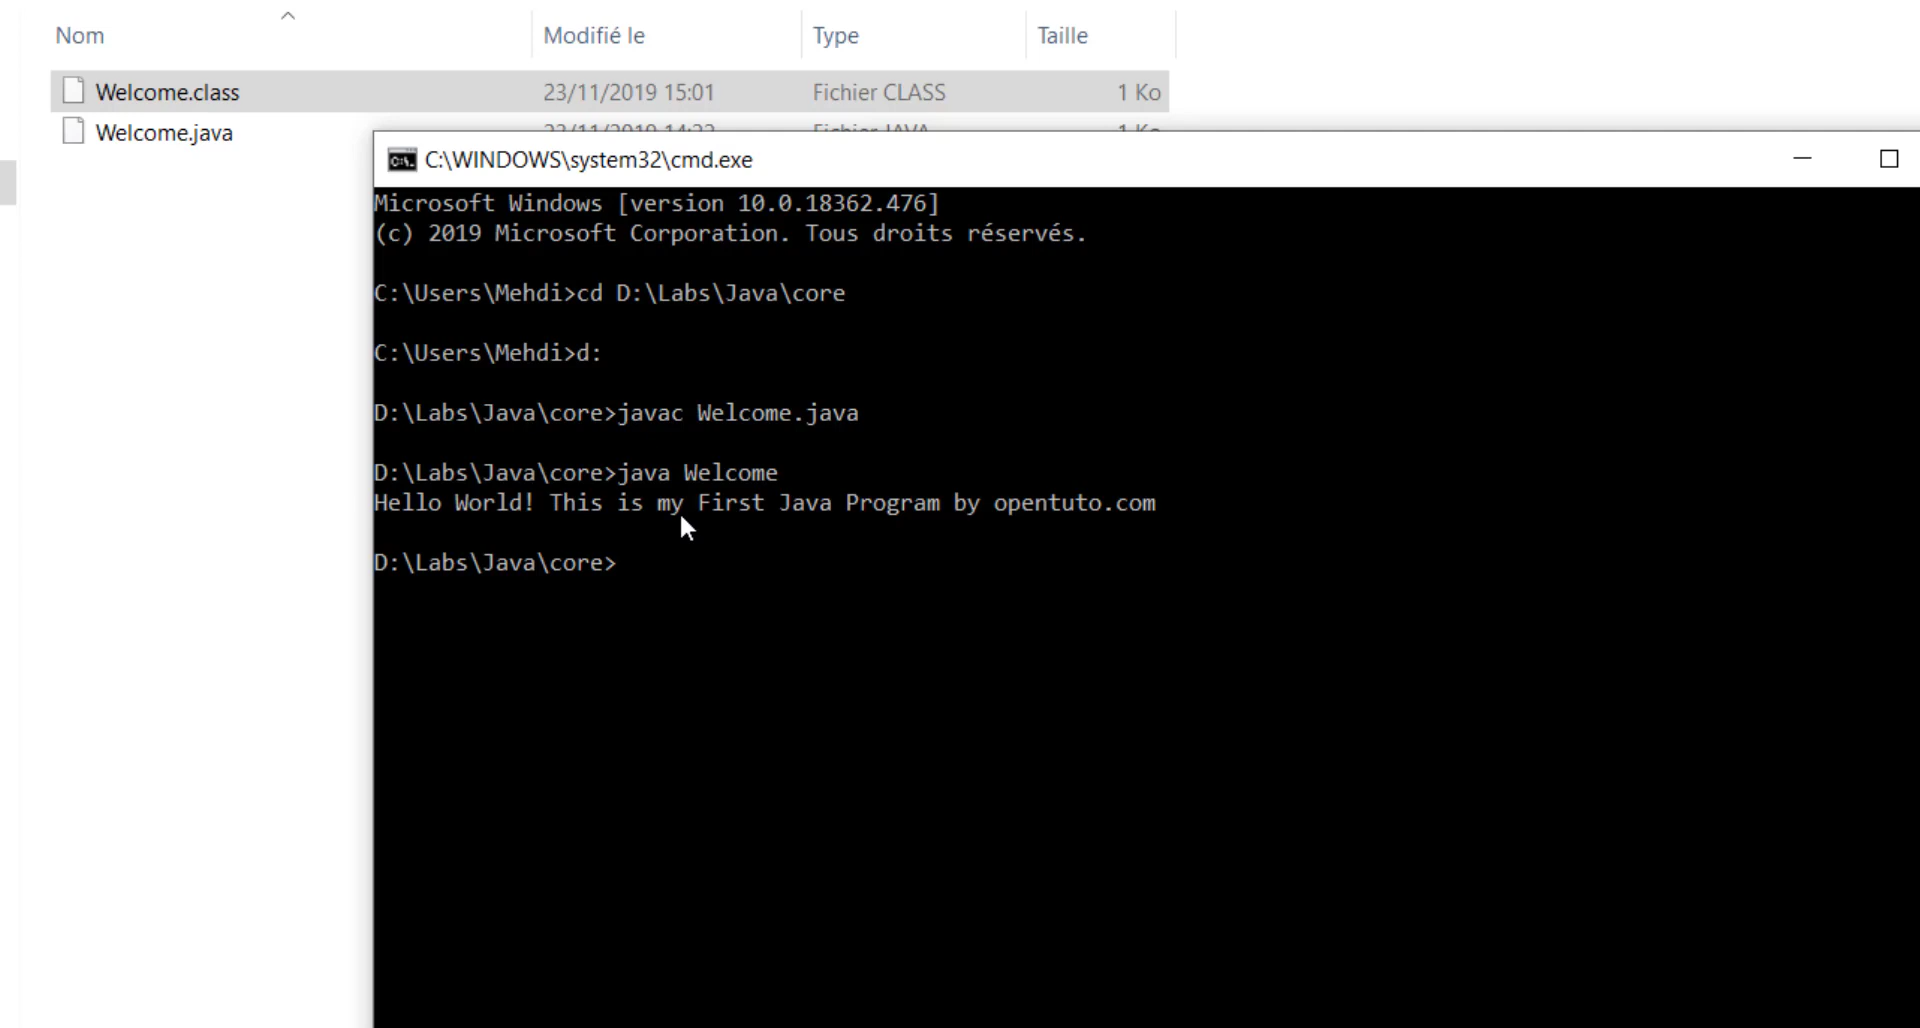 Nom Modifié le Type Taille
Welcome.class 23/11/2019 15:01 Fichier CLASS 1 Ko
Welcome.java
C:\WINDOWS\system32\cmd.exe
Microsoft Windows [version 10.0.18362.476]
(c) 2019 Microsoft Corporation. Tous droits réservés.
C:\Users\Mehdi>cd D:\Labs\Java\core
C:\Users\Mehdi>d:
D:\Labs\Java\core>javac Welcome.java
D:\Labs\Java\core>java Welcome
Hello World! This is my First Java Program by opentuto.com
D:\Labs\Java\core>